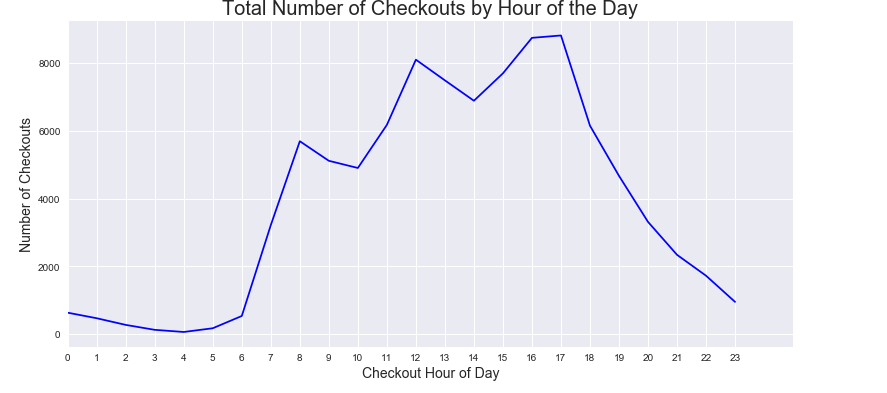 Total Number of Checkouts by Hour of the Day
8000
6000
4000
2000
0
Number of Checkouts
0 1 2 3 4 5 6 7 8 9 10 11 12 13 14 15 16 17 18 19 20 21 22 23
Checkout Hour of Day